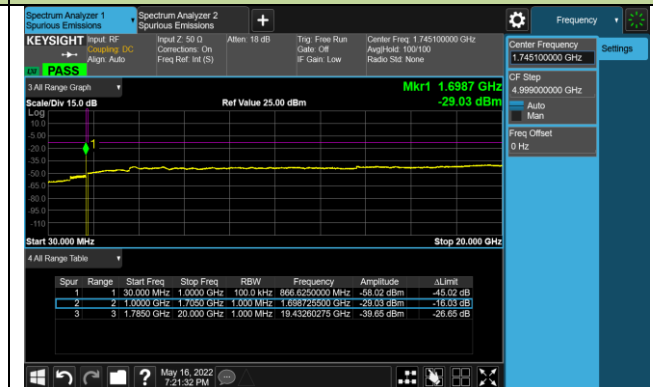 Spectrum Analyzer 1
Spurious Emissions
Spectrum Analyzer 2
Spurious Emissions
Frequency
KEYSIGHT
Input: RF
Coupling: DC
Align: Auto
Input Z: 50 Ω
Corrections: On
Freq Ref: Int (S)
Atten: 18 dB
Trig: Free Run
Gate: Off
IF Gain: Low
Center Freq: 1.745100000 GHz
Avg|Hold: 100/100
Radio Std: None
PASS
3 All Range Graph
Mkr1 1.6987 GHz
Scale/Div 15.0 dB
Ref Value 25.00 dBm
-29.03 dBm
Log
10.0
-5.00
-20.0
-35.0
-50.0
-65.0
-80.0
-95.0
-110
1
Start 30.000 MHz
Stop 20.000 GHz
4 All Range Table
Spur Range Start Freq Stop Freq RBW Frequency Amplitude ΔLimit
1 1 30.000 MHz 1.0000 GHz 100.0 kHz 866.6250000 MHz -58.02 dBm -45.02 dB
2 2 1.0000 GHz 1.7050 GHz 1.000 MHz 1.698725500 GHz -29.03 dBm -16.03 dB
3 3 1.7850 GHz 20.000 GHz 1.000 MHz 19.43260275 GHz -39.65 dBm -26.65 dB
May 16, 2022
7:21:32 PM
Center Frequency
1.745100000 GHz
Settings
CF Step
4.999000000 GHz
Auto
Man
Freq Offset
0 Hz